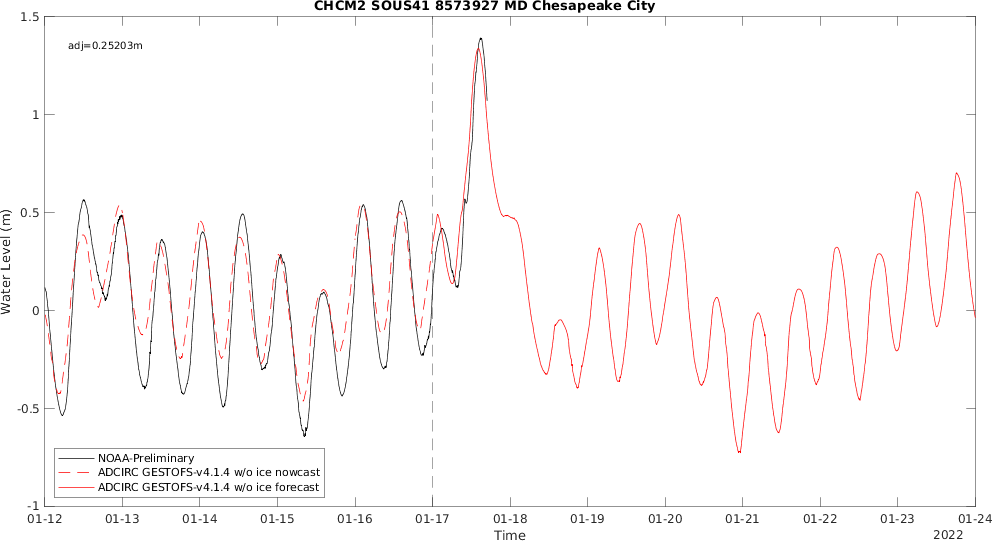 CHCM2 SOUS41 8573927 MD Chesapeake City
1.5
adj=0.25203m
1
0.5
Water Level (m)
0
-0.5
NOAA-Preliminary
ADCIRC GESTOFS-v4.1.4 w/o ice nowcast
ADCIRC GESTOFS-v4.1.4 w/o ice forecast
-1
01-12 01-13 01-14 01-15 01-16 01-17 01-18 01-19 01-20 01-21 01-22 01-23 01-24
Time
2022